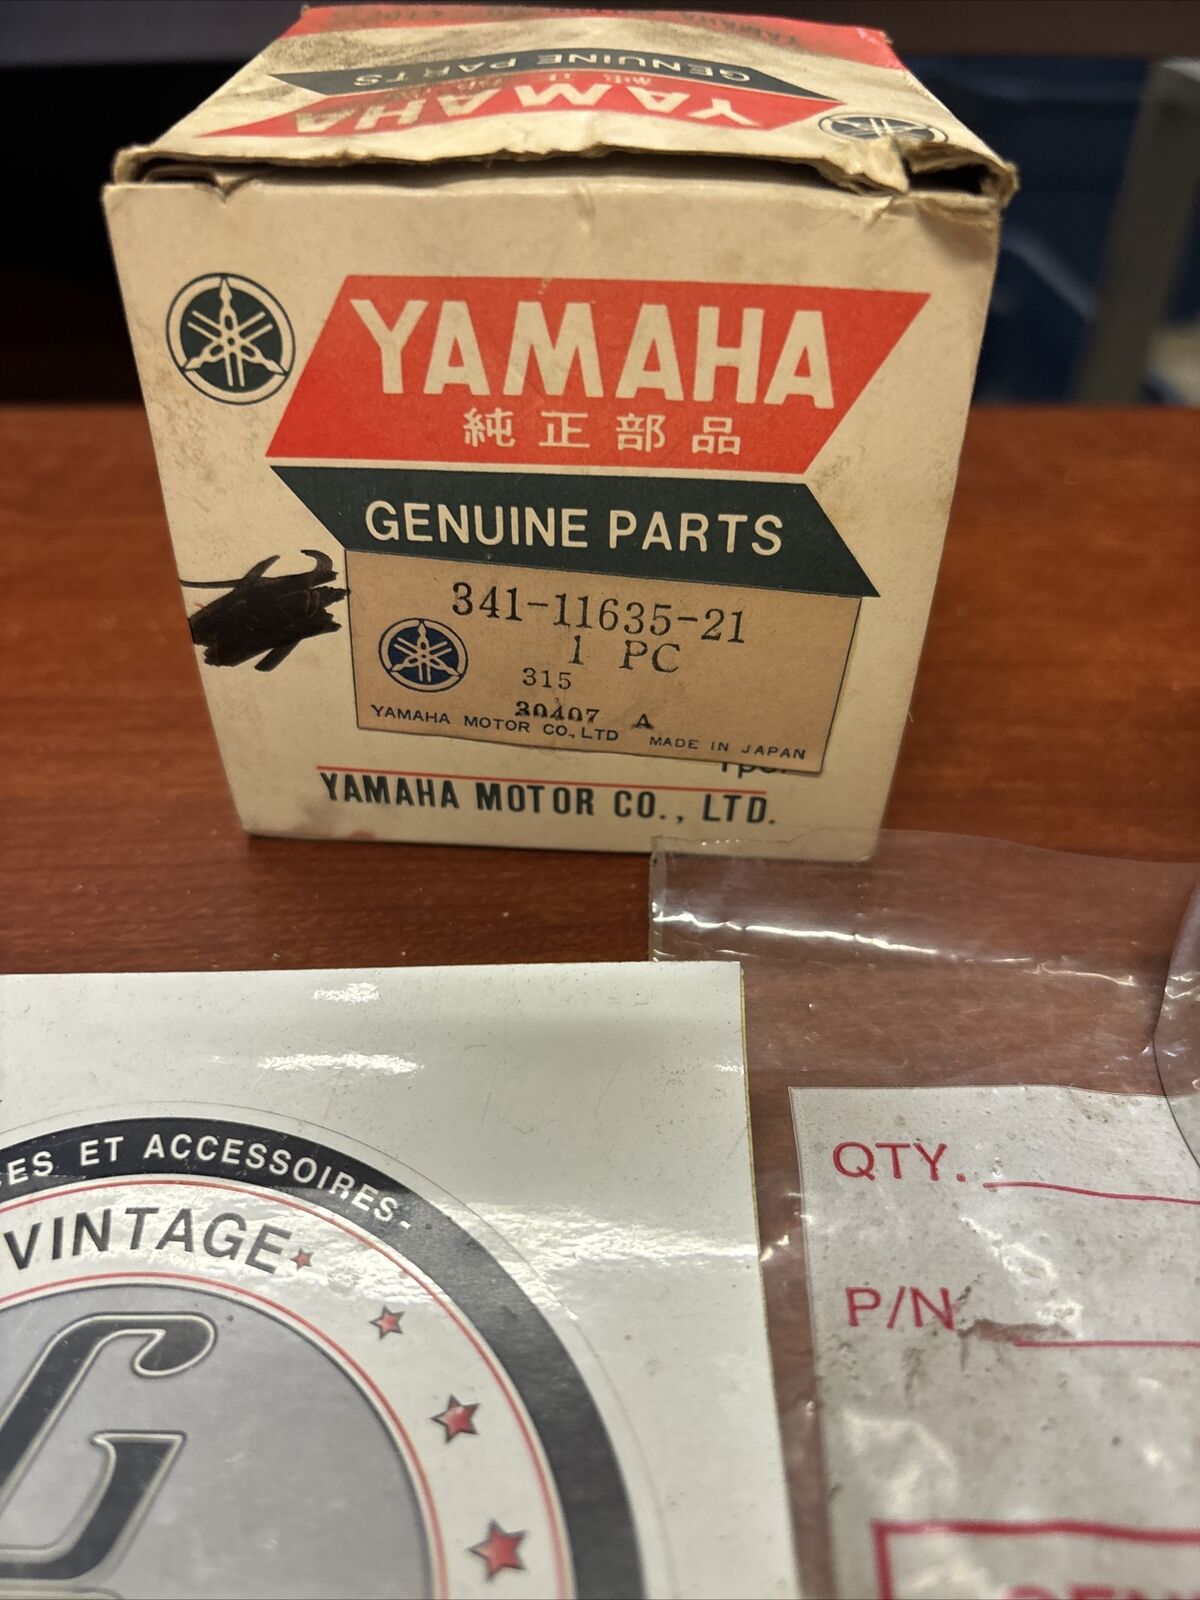 GENUINE PARTS
YAMAHA
YAMAHA
純正部品
GENUINE PARTS
341-11635-21
1 PC
315
30407 A
YAMAHA MOTOR CO.,LTD MADE IN JAPAN
YAMAHA MOTOR CO., LTD.
ET ACCESSOIRES-
VINTAGE
QTY.
P/N